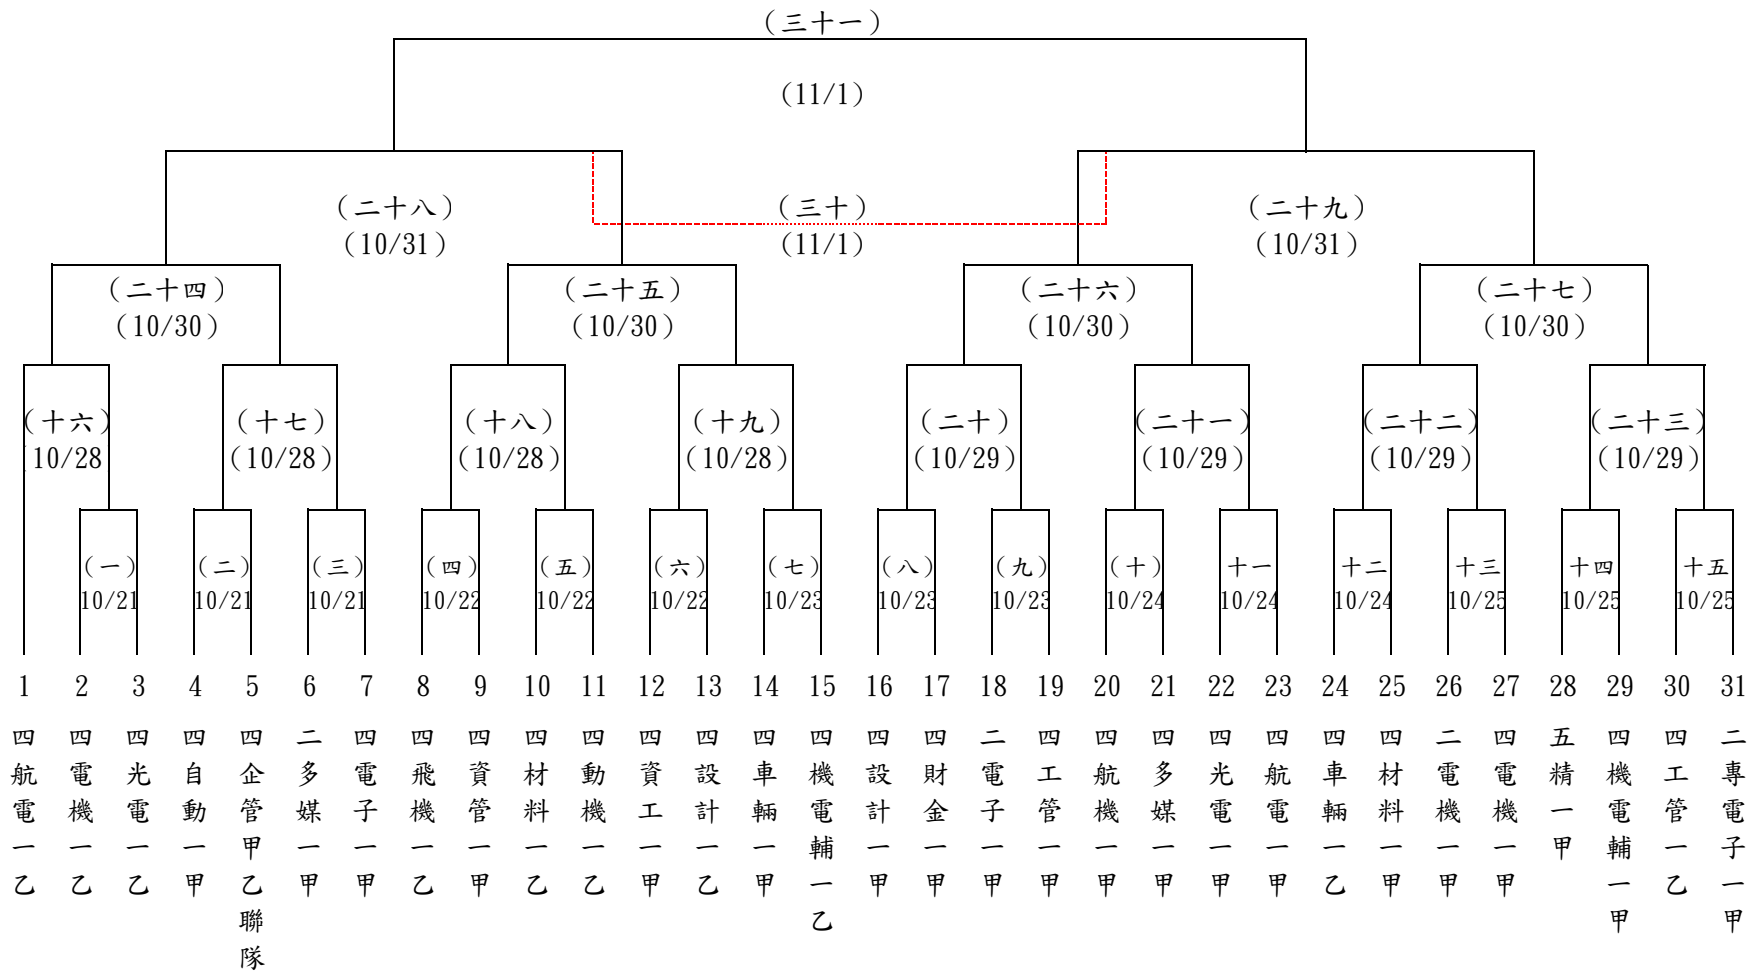 (三十一)
(11/1)
(二十八) (三十) (二十九)
(10/31) (11/1) (10/31)
(二十四) (二十五) (二十六) (二十七)
(10/30) (10/30) (10/30) (10/30)
(十六) (十七) (十八) (十九) (二十) (二十一) (二十二) (二十三)
10/28 (10/28) (10/28) (10/28) (10/29) (10/29) (10/29) (10/29)
(一) (二) (三) (四) (五) (六) (七) (八) (九) (十) 十一 十二 十三 十四 十五
10/21 10/21 10/21 10/22 10/22 10/22 10/23 10/23 10/23 10/24 10/24 10/24 10/25 10/25 10/25
1 2 3 4 5 6 7 8 9 10 11 12 13 14 15 16 17 18 19 20 21 22 23 24 25 26 27 28 29 30 31
四航電一乙
四電機一乙
四光電一乙
四自動一甲
四企管甲乙聯隊
二多媒一甲
四電子一甲
四飛機一乙
四資管一甲
四材料一乙
四動機一乙
四資工一甲
四設計一乙
四車輛一甲
四機電輔一乙
四設計一甲
四財金一甲
二電子一甲
四工管一甲
四航機一甲
四多媒一甲
四光電一甲
四航電一甲
四車輛一乙
四材料一甲
二電機一甲
四電機一甲
五精一甲
四機電輔一甲
四工管一乙
二專電子一甲